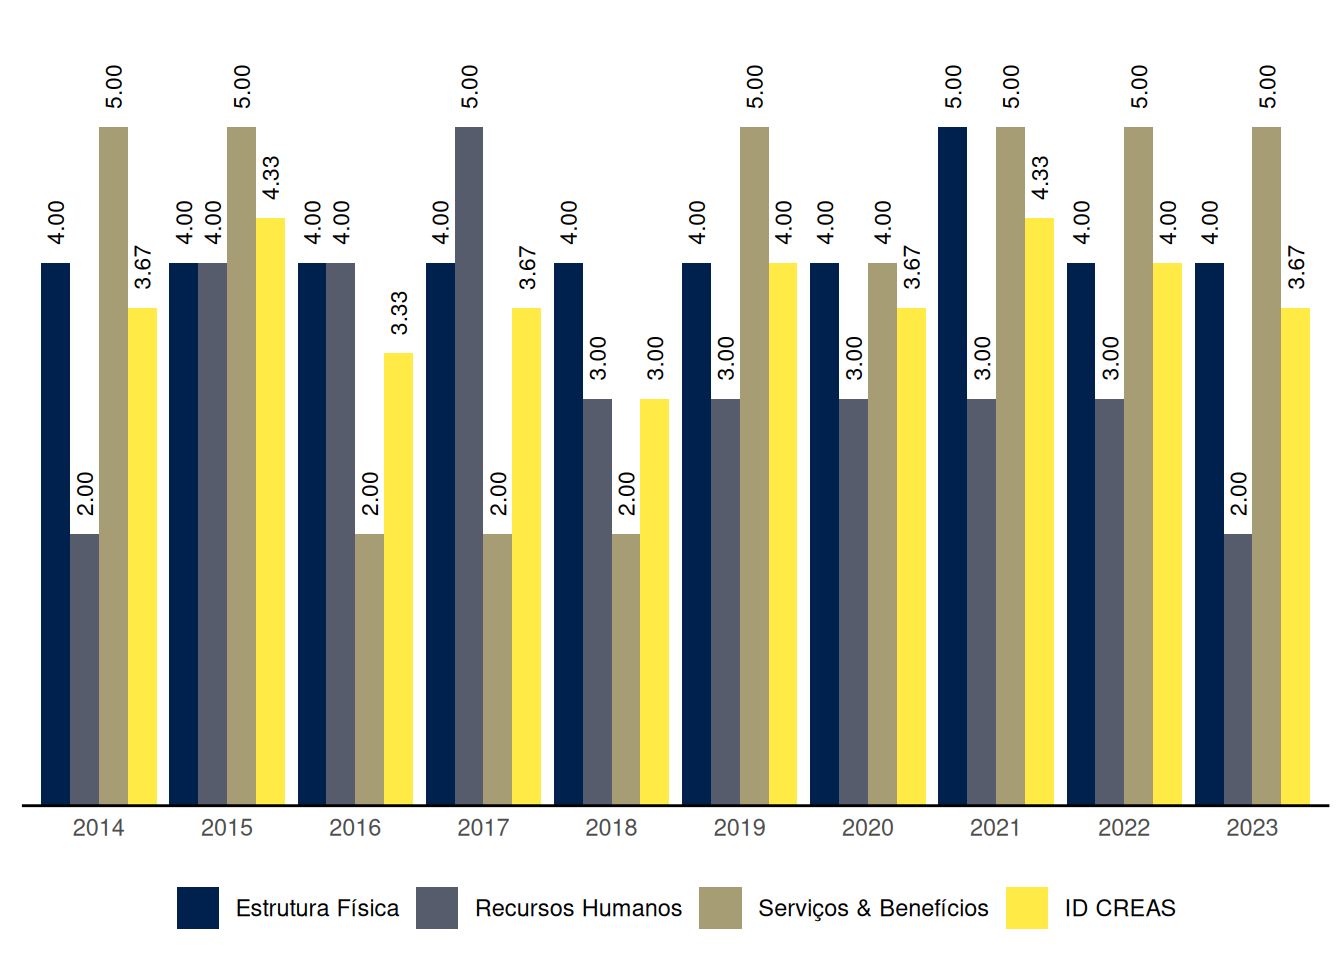 5.00 5.00 5.00 5.00 5.00 5.00 5.00 5.00
4.33 4.33
4.00 4.00 4.00 4.00 4.00 4.00 4.00 4.00 4.00 4.00 4.00 4.00 4.00 4.00
3.67 3.67 3.67 3.67
3.33
3.00 3.00 3.00 3.00 3.00 3.00
2.00 2.00 2.00 2.00 2.00
2014 2015 2016 2017 2018 2019 2020 2021 2022 2023
Estrutura Física Recursos Humanos Serviços & Benefícios ID CREAS